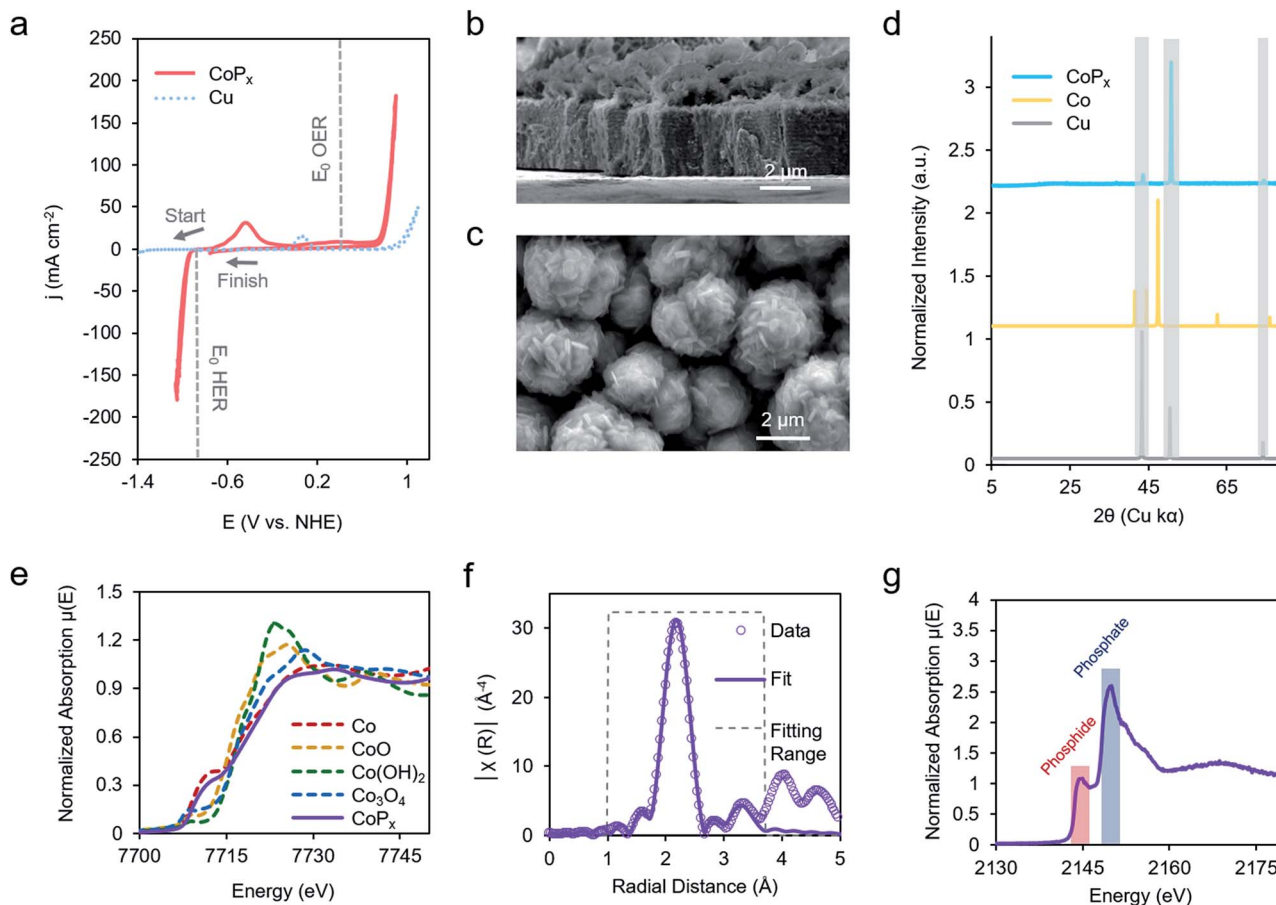 a
250
200
150
100
50
0
-50
-100
-150
-200
-250
j (mA cm⁻²)
CoPₓ
Cu
E₀ OER
Start
Finish
E₀ HER
-1.4
-0.6
0.2
1
E (V vs. NHE)
b
2 μm
c
2 μm
d
CoPₓ
Co
Cu
3
2.5
2
1.5
1
0.5
0
Normalized Intensity (a.u.)
5
25
45
65
2θ (Cu kα)
e
1.5
1.2
0.9
0.6
0.3
0
Normalized Absorption μ(E)
Co
CoO
Co(OH)₂
Co₃O₄
CoPₓ
7700
7715
7730
7745
Energy (eV)
f
30
20
10
0
|χ(R)| (Å⁻⁴)
Data
Fit
Fitting
Range
0
1
2
3
4
5
Radial Distance (Å)
g
4
3.5
3
2.5
2
1.5
1
0.5
0
Normalized Absorption μ(E)
Phosphide
Phosphate
2130
2145
2160
2175
Energy (eV)